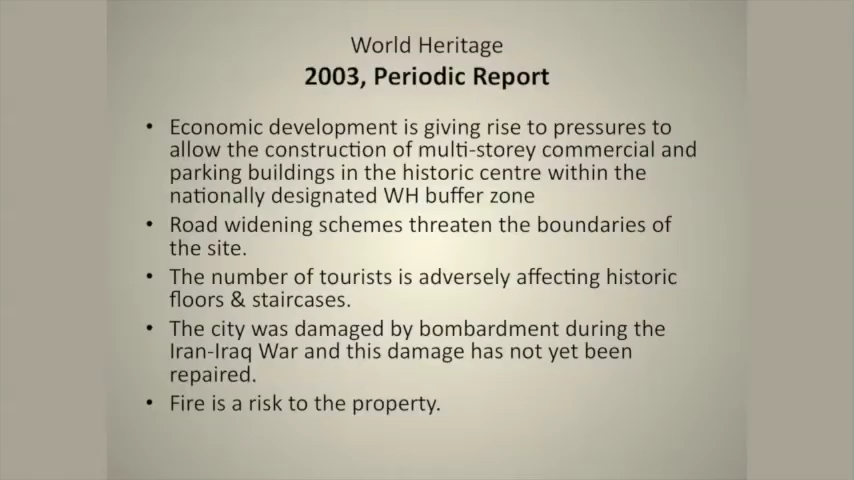 World Heritage
2003, Periodic Report
• Economic development is giving rise to pressures to
allow the construction of multi-storey commercial and
parking buildings in the historic centre within the
nationally designated WH buffer zone
• Road widening schemes threaten the boundaries of
the site.
• The number of tourists is adversely affecting historic
floors & staircases.
• The city was damaged by bombardment during the
Iran-Iraq War and this damage has not yet been
repaired.
• Fire is a risk to the property.